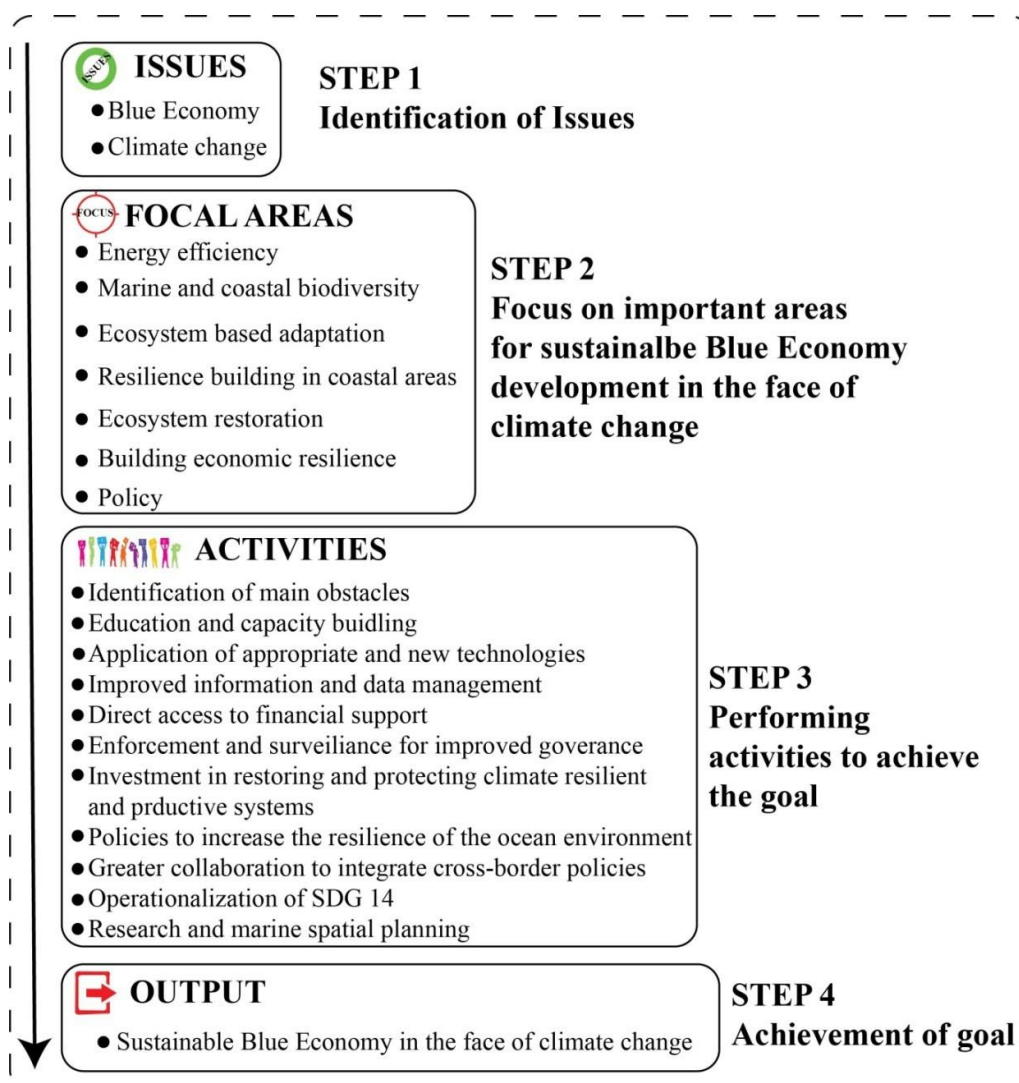 ISSUES
ISSUES
● Blue Economy
● Climate change
STEP 1
Identification of Issues
FOCUS
FOCAL AREAS
● Energy efficiency
● Marine and coastal biodiversity
● Ecosystem based adaptation
● Resilience building in coastal areas
● Ecosystem restoration
● Building economic resilience
● Policy
STEP 2
Focus on important areas
for sustainalbe Blue Economy
development in the face of
climate change
ACTIVITIES
● Identification of main obstacles
● Education and capacity buidling
● Application of appropriate and new technologies
● Improved information and data management
● Direct access to financial support
● Enforcement and surveiliance for improved goverance
● Investment in restoring and protecting climate resilient
and prductive systems
● Policies to increase the resilience of the ocean environment
● Greater collaboration to integrate cross-border policies
● Operationalization of SDG 14
● Research and marine spatial planning
STEP 3
Performing
activities to achieve
the goal
OUTPUT
● Sustainable Blue Economy in the face of climate change
STEP 4
Achievement of goal